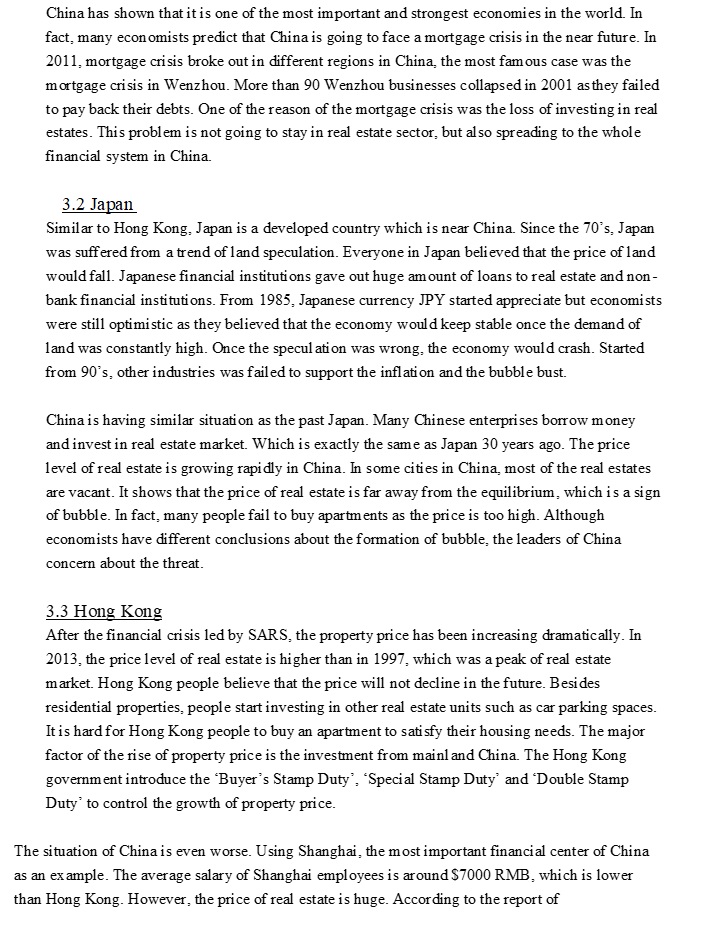 China has shown that it is one of the most important and strongest economies in the world. In
fact, many economists predict that China is going to face a mortgage crisis in the near future. In
2011, mortgage crisis broke out in different regions in China, the most famous case was the
mortgage crisis in Wenzhou. More than 90 Wenzhou businesses collapsed in 2001 as they failed
to pay back their debts. One of the reason of the mortgage crisis was the loss of investing in real
estates. This problem is not going to stay in real estate sector, but also spreading to the whole
financial system in China.
3.2 Japan
Similar to Hong Kong, Japan is a developed country which is near China. Since the 70's, Japan
was suffered from a trend of land speculation. Everyone in Japan believed that the price of land
would fall. Japanese financial institutions gave out huge amount of loans to real estate and non-
bank financial institutions. From 1985, Japanese currency JPY started appreciate but economists
were still optimistic as they believed that the economy would keep stable once the demand of
land was constantly high. Once the speculation was wrong, the economy would crash. Started
from 90's, other industries was failed to support the inflation and the bubble bust.
China is having similar situation as the past Japan. Many Chinese enterprises borrow money
and invest in real estate market. Which is exactly the same as Japan 30 years ago. The price
level of real estate is growing rapidly in China. In some cities in China, most of the real estates
are vacant. It shows that the price of real estate is far away from the equilibrium, which is a sign
of bubble. In fact, many people fail to buy apartments as the price is too high. Although
economists have different conclusions about the formation of bubble, the leaders of China
concern about the threat.
3.3 Hong Kong
After the financial crisis led by SARS, the property price has been increasing dramatically. In
2013, the price level of real estate is higher than in 1997, which was a peak of real estate
market. Hong Kong people believe that the price will not decline in the future. Besides
residential properties, people start investing in other real estate units such as car parking spaces.
It is hard for Hong Kong people to buy an apartment to satisfy their housing needs. The major
factor of the rise of property price is the investment from mainland China. The Hong Kong
government introduce the 'Buyer's Stamp Duty', 'Special Stamp Duty' and 'Double Stamp
Duty' to control the growth of property price.
The situation of China is even worse. Using Shanghai, the most important financial center of China
as an example. The average salary of Shanghai employees is around $7000 RMB, which is lower
than Hong Kong. However, the price of real estate is huge. According to the report of